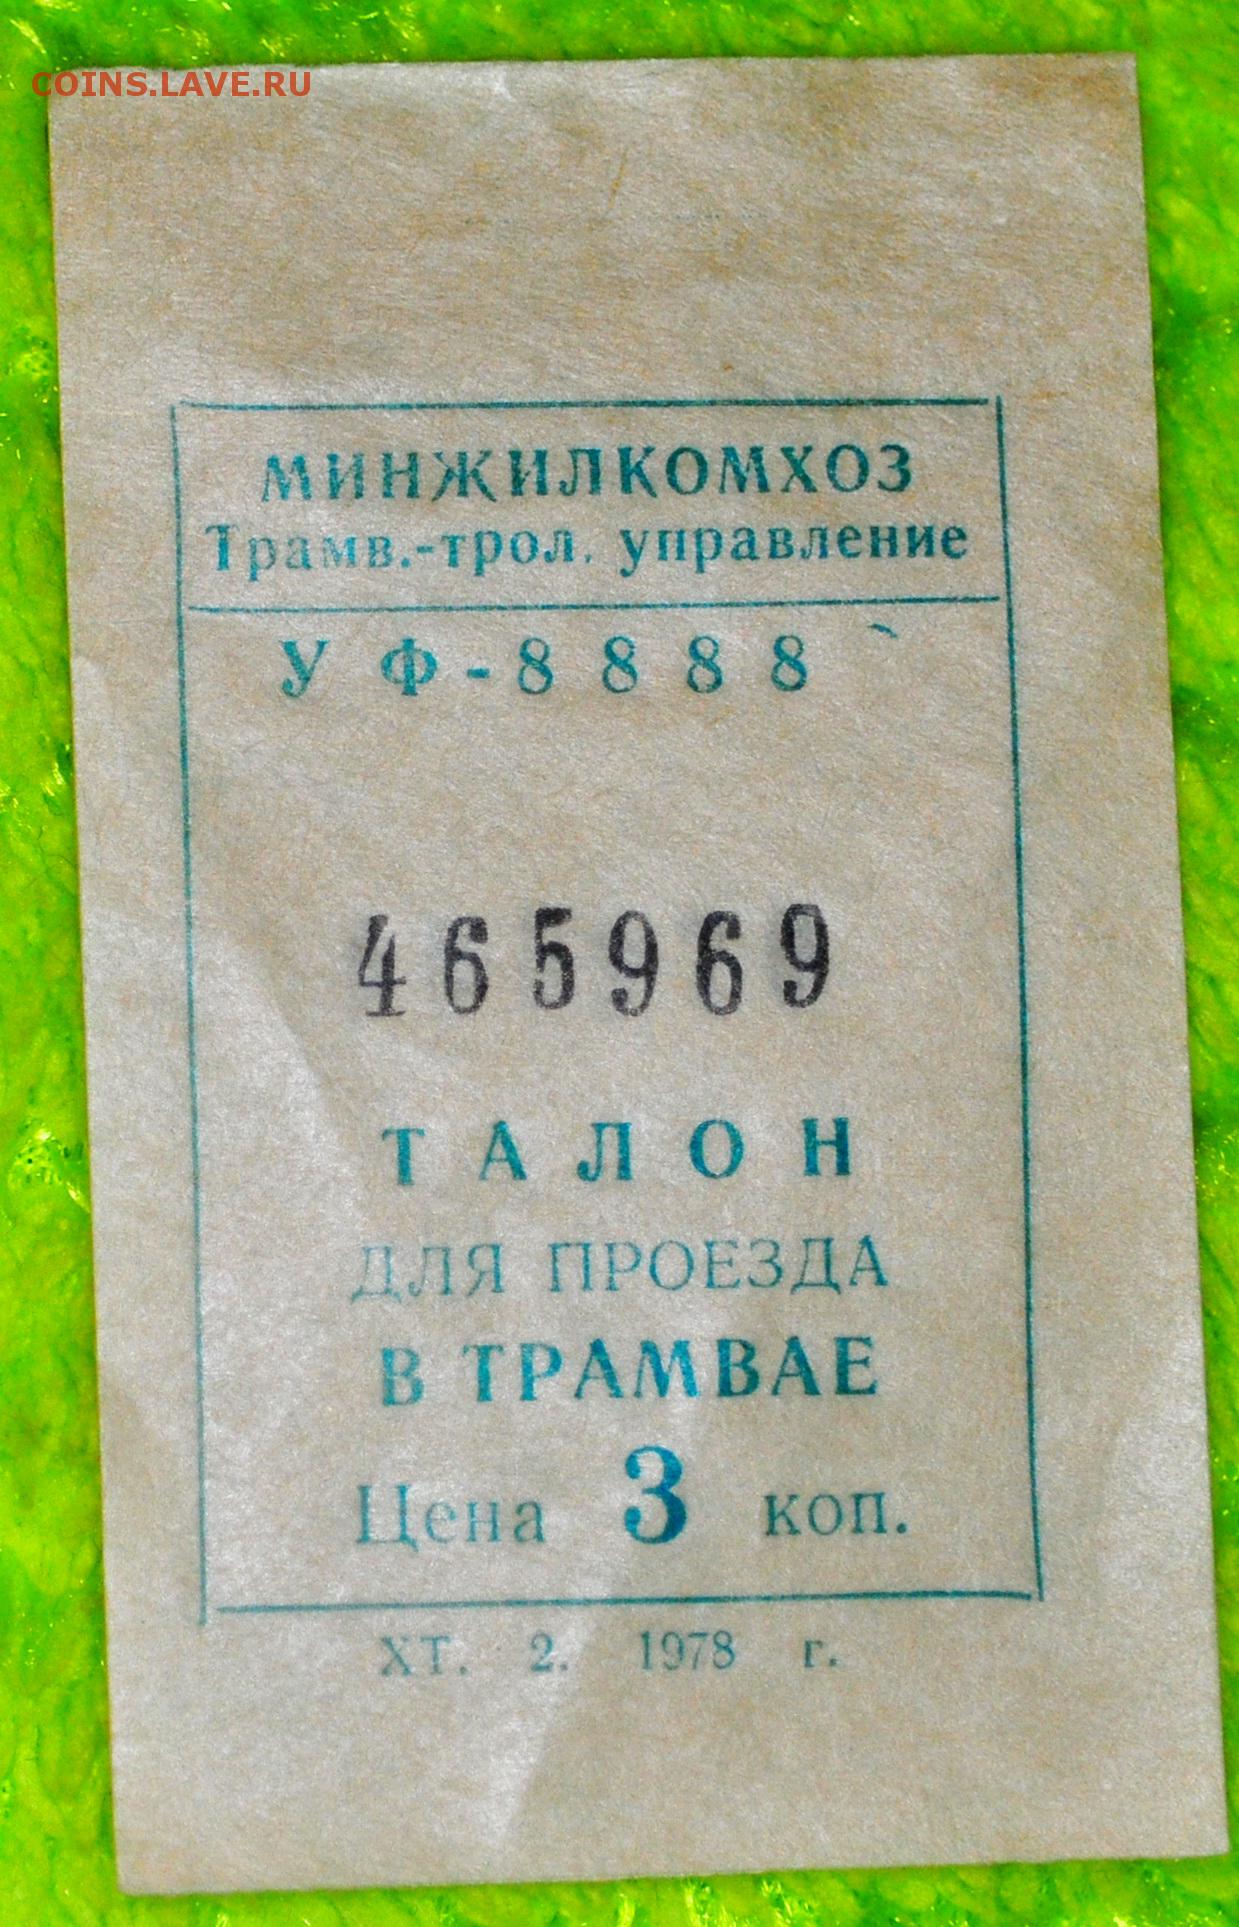 COINS.LAVE.RU
МИНЖИЛКОМХОЗ
Трамв.-трол. управление
УФ-8888
465969
ТАЛОН
ДЛЯ ПРОЕЗДА
В ТРАМВАЕ
Цена 3 коп.
ХТ. 2. 1978 г.